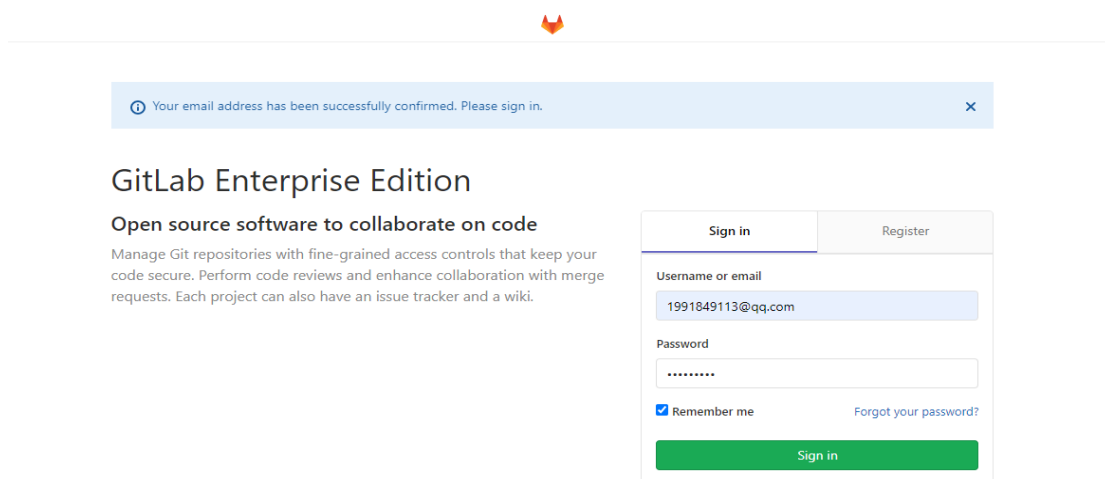 Your email address has been successfully confirmed. Please sign in.
GitLab Enterprise Edition
Open source software to collaborate on code
Manage Git repositories with fine-grained access controls that keep your
code secure. Perform code reviews and enhance collaboration with merge
requests. Each project can also have an issue tracker and a wiki.
Sign in
Register
Username or email
1991849113@qq.com
Password
•••••••••
Remember me
Forgot your password?
Sign in